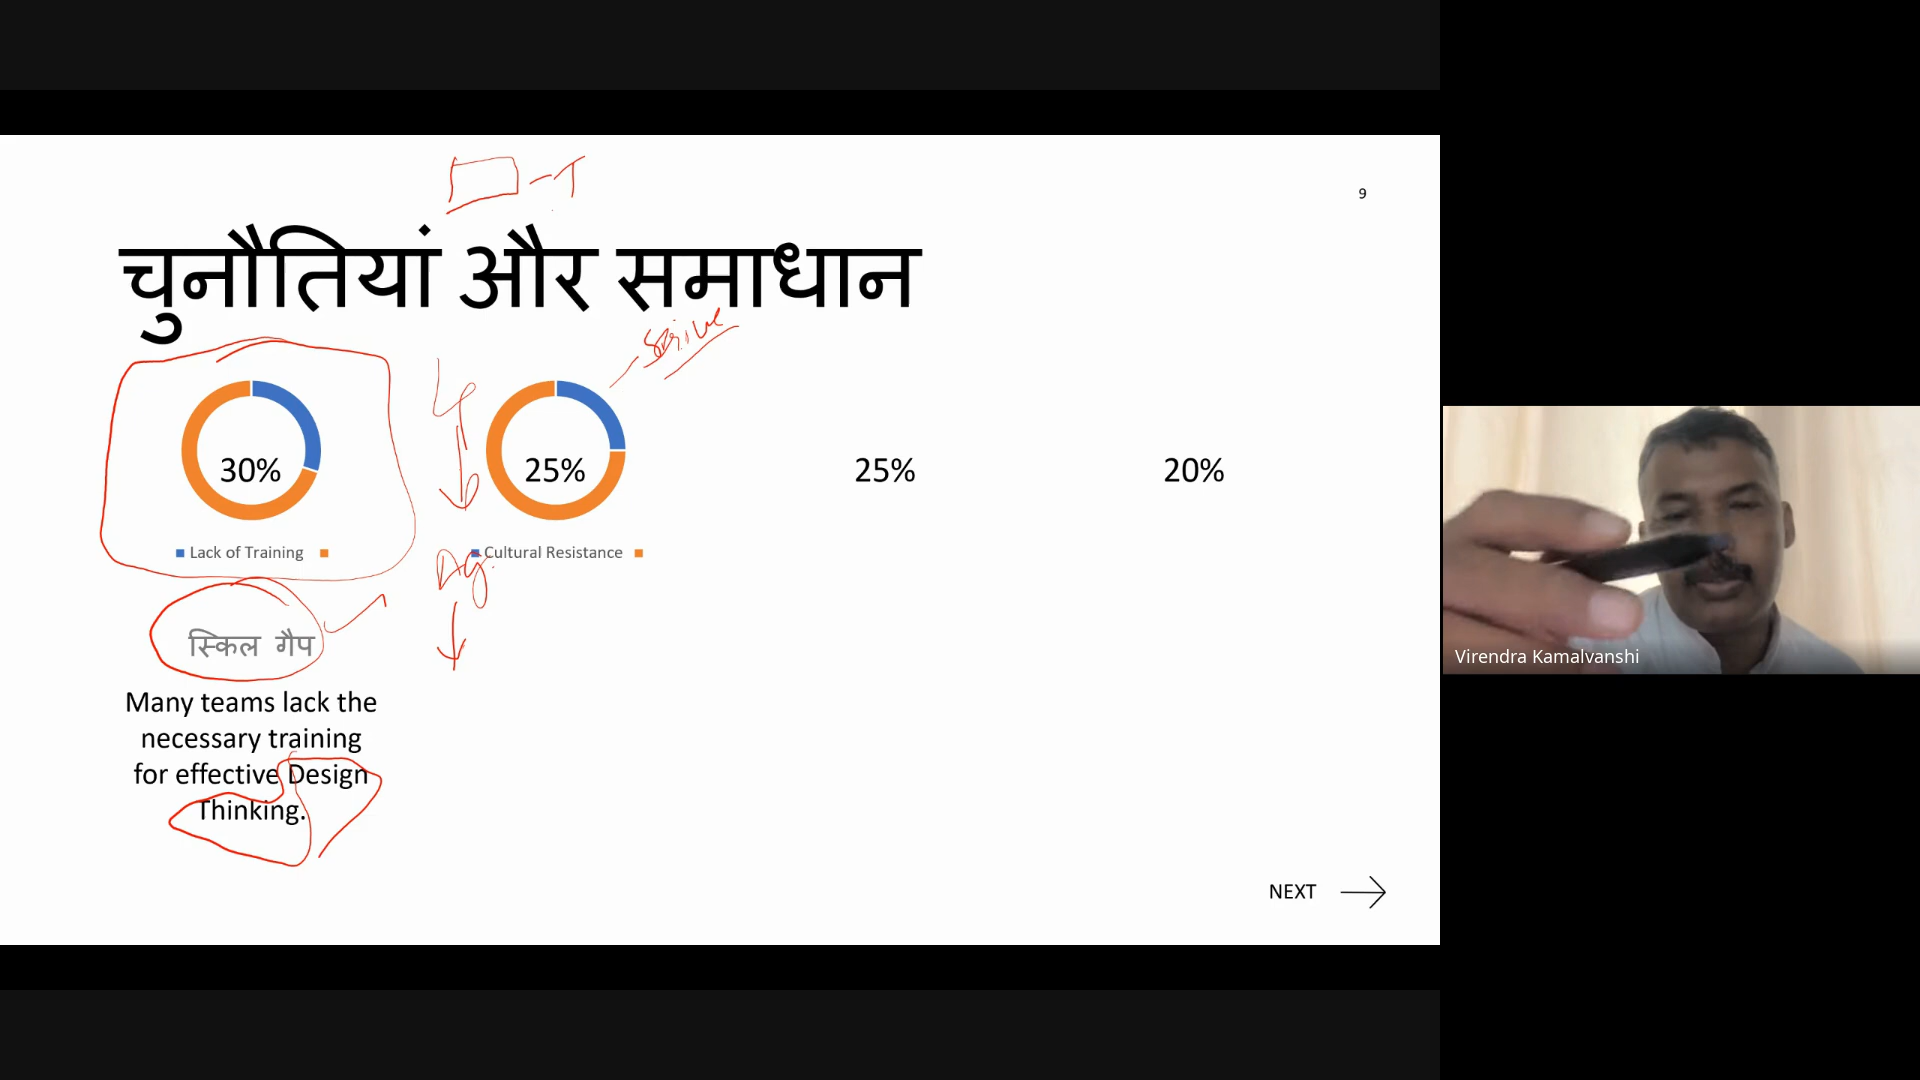 9
चुनौतियां और समाधान
30%
25%
25%
20%
Lack of Training
Cultural Resistance
स्किल गैप
Many teams lack the
necessary training
for effective Design
Thinking.
NEXT
Virendra Kamalvanshi